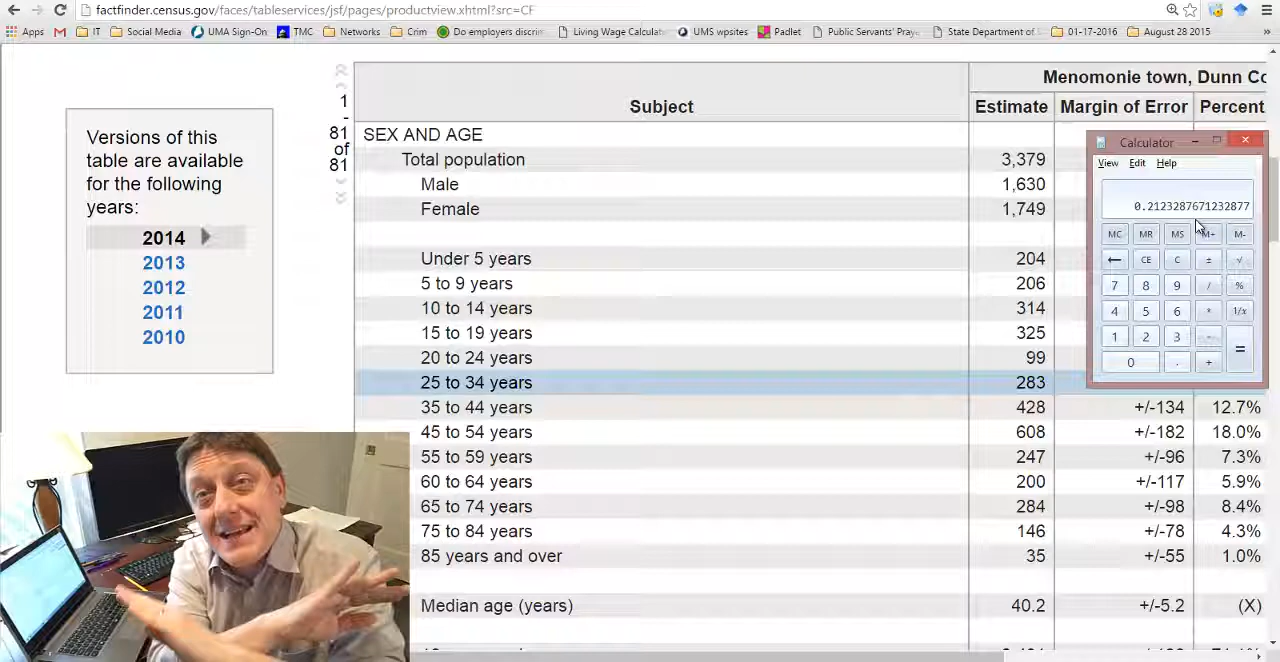 factfinder.census.gov/faces/tableservices/jsf/pages/productview.xhtml?src=CF
Apps IT Social Media UMA Sign-On TMC Networks Crim Do employers discrin Living Wage Calculat UMS wpsites Padlet Public Servants' Pray State Department of 01-17-2016 August 28 2015 »
Versions of this
table are available
for the following
years:
2014
2013
2012
2011
2010
1
-
81
of
81
Menomonie town, Dunn Co
Subject Estimate Margin of Error Percent
SEX AND AGE
Total population 3,379
Male 1,630
Female 1,749
Under 5 years 204
5 to 9 years 206
10 to 14 years 314
15 to 19 years 325
20 to 24 years 99
25 to 34 years 283
35 to 44 years 428 +/-134 12.7%
45 to 54 years 608 +/-182 18.0%
55 to 59 years 247 +/-96 7.3%
60 to 64 years 200 +/-117 5.9%
65 to 74 years 284 +/-98 8.4%
75 to 84 years 146 +/-78 4.3%
85 years and over 35 +/-55 1.0%
Median age (years) 40.2 +/-5.2 (X)
Calculator
View Edit Help
0.2123287671232877
MC MR MS M+ M-
← CE C ± √
7 8 9 / %
4 5 6 * 1/x
1 2 3 - =
0 . +